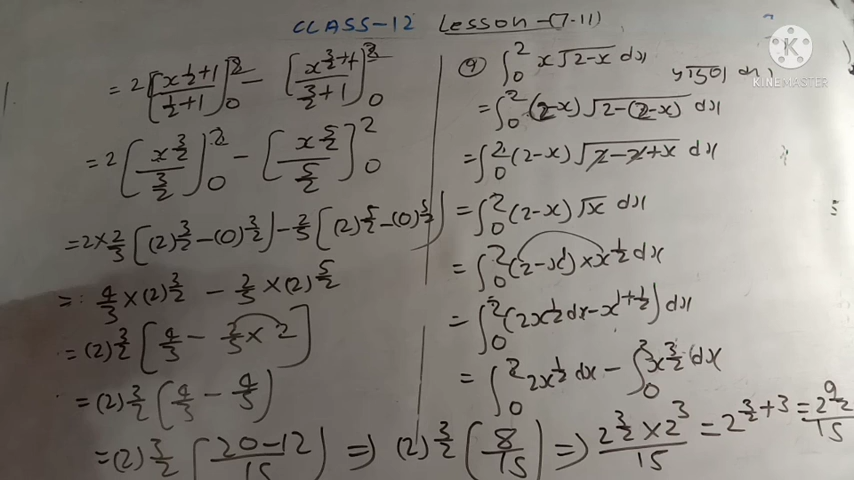 CLASS-12 Lesson-(7.11)
⑨ ∫₀² x√(2-x) dx
= ∫₀² (2-x) √(2-(2-x)) dx
= ∫₀² (2-x) √(2-2+x) dx
= ∫₀² (2-x) √x dx
= ∫₀² (2-x¹) × x^(1/2) dx
= ∫₀² (2x^(1/2) dx - x^(1+1/2)) dx
= ∫₀² 2x^(1/2) dx - ∫₀² x^(3/2) dx
= 2 [x^(1/2+1)/(1/2+1)]₀² - [x^(3/2+1)/(3/2+1)]₀²
= 2 [x^(3/2)/(3/2)]₀² - [x^(5/2)/(5/2)]₀²
= 2 × 2/3 [(2)^(3/2) - (0)^(3/2)] - 2/5 [(2)^(5/2) - (0)^(5/2)]
= 4/3 × (2)^(3/2) - 2/5 × (2)^(5/2)
= (2)^(3/2) [4/3 - 2/5 × 2]
= (2)^(3/2) (4/3 - 4/5)
= (2)^(3/2) (20-12/15) ⇒ (2)^(3/2) (8/15) ⇒ 2^(3/2) × 2³/15 = 2^(3/2+3) = 2^(9/2)/15
MADE WITH
KINEMASTER